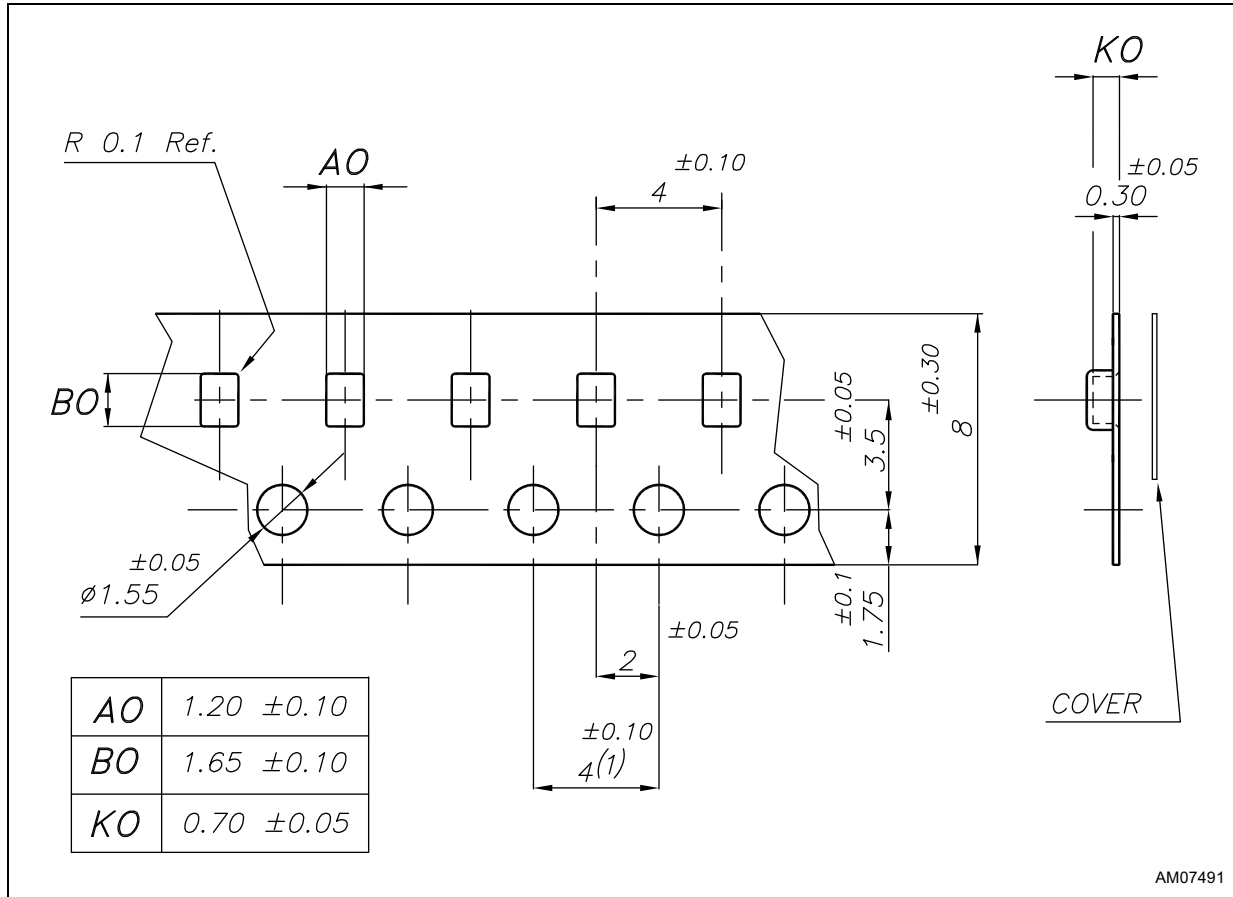 KO
R 0.1 Ref.
AO
±0.10
4
±0.05
0.30
BO
±0.05
3.5
±0.30
8
±0.05
ø1.55
±0.1
1.75
±0.05
2
±0.10
4(1)
COVER
AO 1.20 ±0.10
BO 1.65 ±0.10
KO 0.70 ±0.05
AM07491